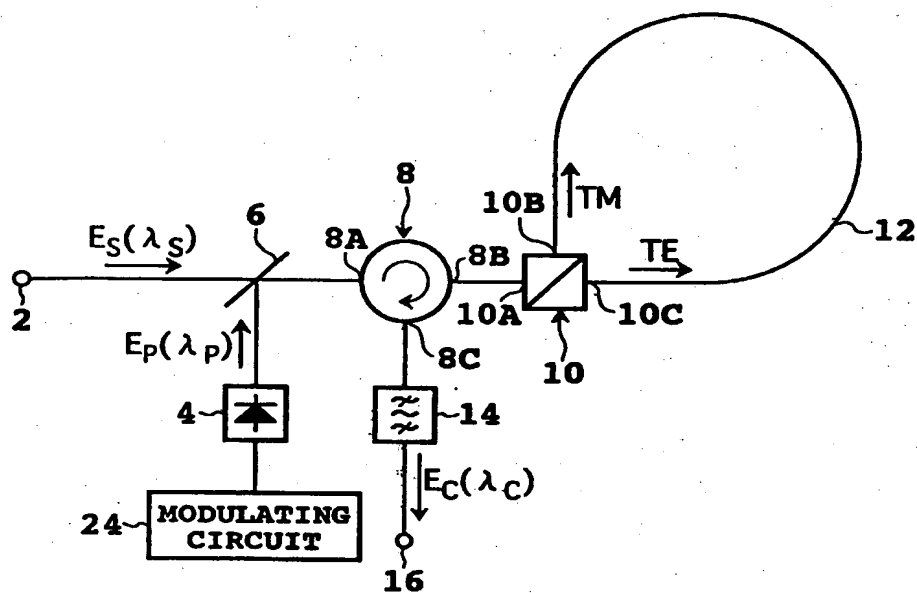 8
10B
TM
12
6
E_S(λ_S)
8A
8B
TE
2
10A
10C
E_P(λ_P)
8C
10
4
14
E_C(λ_C)
24
MODULATING
CIRCUIT
16